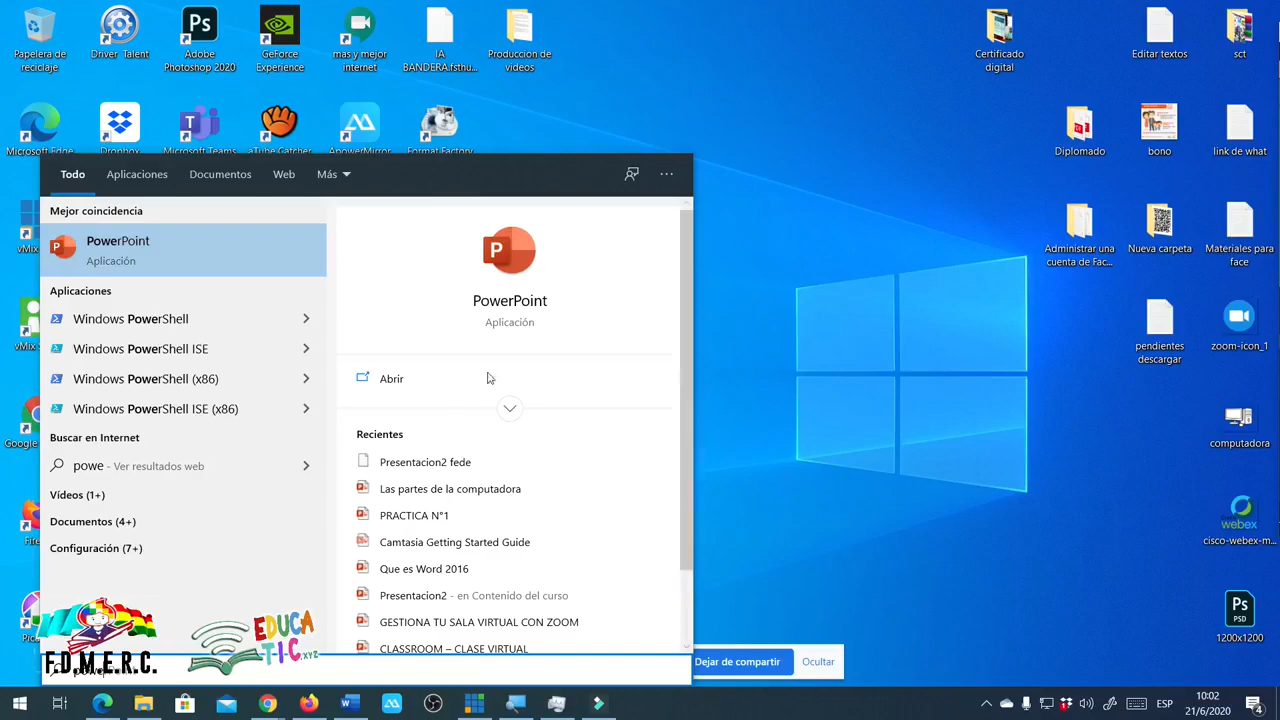 Papelera de
reciclaje
Driver Talent
Adobe
Photoshop 2020
GeForce
Experience
mas y mejor
internet
IA
BANDERA.fsthu...
Produccion de
videos
Certificado
digital
Editar textos
sct
Microsoft Edge
Dropbox
Microsoft Teams
aTube Catcher
ApowerMirror
Format Factory
Diplomado
bono
link de what
Todo
Aplicaciones
Documentos
Web
Más
Mejor coincidencia
PowerPoint
Aplicación
Aplicaciones
Windows PowerShell
Windows PowerShell ISE
Windows PowerShell (x86)
Windows PowerShell ISE (x86)
Buscar en Internet
powe - Ver resultados web
Vídeos (1+)
Documentos (4+)
Configuración (7+)
PowerPoint
Aplicación
Abrir
Recientes
Presentacion2 fede
Las partes de la computadora
PRACTICA N°1
Camtasia Getting Started Guide
Que es Word 2016
Presentacion2 - en Contenido del curso
GESTIONA TU SALA VIRTUAL CON ZOOM
CLASSROOM – CLASE VIRTUAL
vMix
vMix
Google
Fire
Pic
Administrar una
cuenta de Fac...
Nueva carpeta
Materiales para
face
pendientes
descargar
zoom-icon_1
computadora
webex
cisco-webex-m...
Ps
PSD
1200x1200
F.D.M.E.R.C.
EDUCA
TIC.xyz
Dejar de compartir
Ocultar
ESP
10:02
21/6/2020